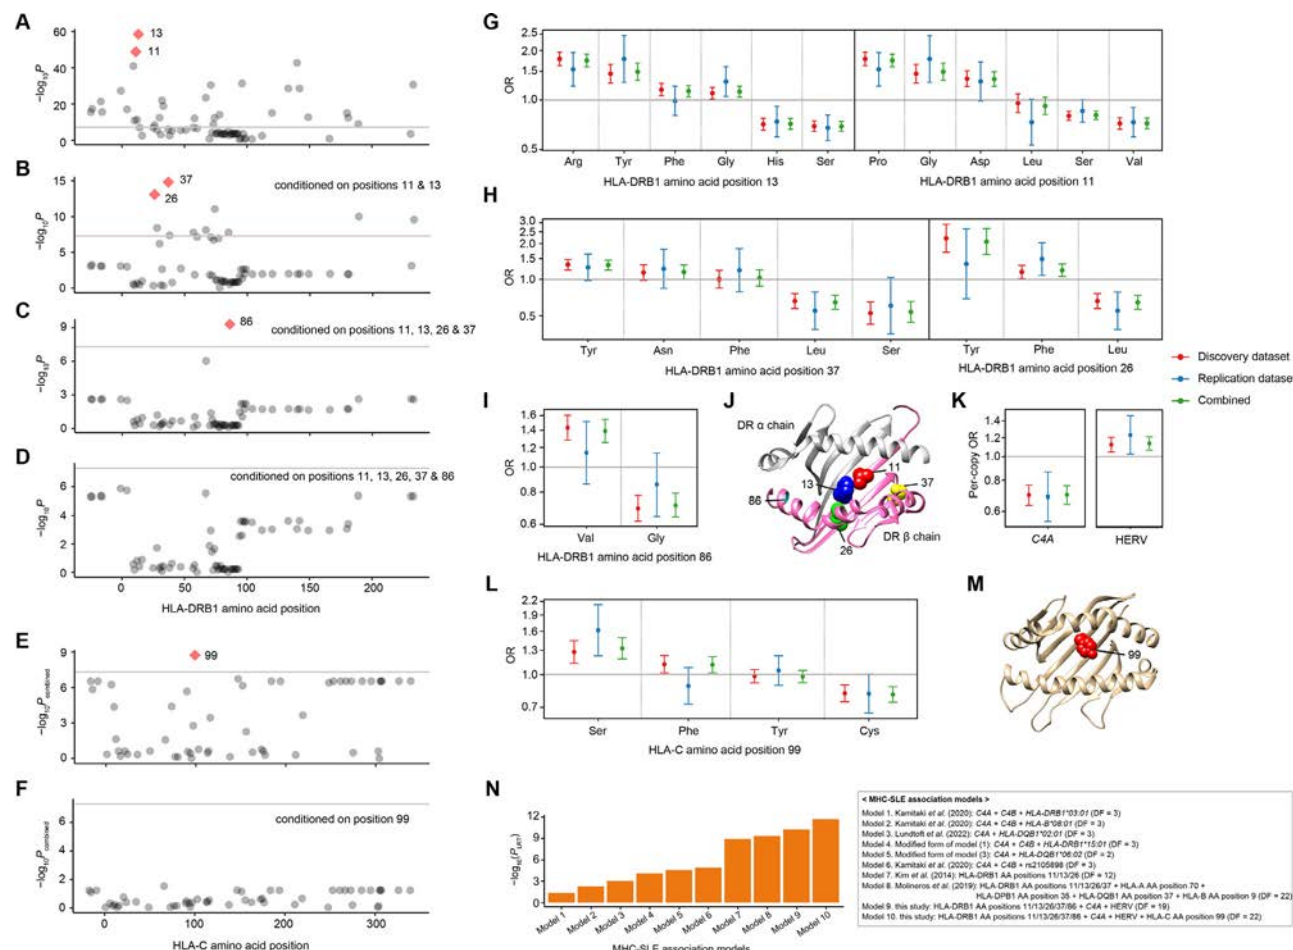 A
60
40
20
0
−log10P
13
11
B
15
10
5
0
−log10P
37
26
conditioned on positions 11 & 13
C
9
6
3
0
−log10P
86
conditioned on positions 11, 13, 26 & 37
D
6
4
2
0
−log10P
conditioned on positions 11, 13, 26, 37 & 86
0 50 100 150 200
HLA-DRB1 amino acid position
E
9
6
3
0
−log10Pcombined
99
0 100 200 300
F
6
4
2
0
−log10Pcombined
conditioned on position 99
0 100 200 300
HLA-C amino acid position
G
2.5
2.0
1.5
1.0
0.5
OR
Arg Tyr Phe Gly His Ser
HLA-DRB1 amino acid position 13
Pro Gly Asp Leu Ser Val
HLA-DRB1 amino acid position 11
H
3.0
2.5
2.0
1.5
1.0
0.5
OR
Tyr Asn Phe Leu Ser
HLA-DRB1 amino acid position 37
Tyr Phe Leu
HLA-DRB1 amino acid position 26
Discovery dataset
Replication dataset
Combined
I
1.6
1.4
1.2
1.0
0.8
0.6
OR
Val Gly
HLA-DRB1 amino acid position 86
J
DR α chain
11
13
37
86
26
DR β chain
K
1.4
1.2
1.0
0.8
0.6
Per-copy OR
C4A HERV
L
2.2
1.6
1.3
1.0
0.7
OR
Ser Phe Tyr Cys
HLA-C amino acid position 99
M
99
N
12
9
6
3
0
−log10(PLRT)
Model 1 Model 2 Model 3 Model 4 Model 5 Model 6 Model 7 Model 8 Model 9 Model 10
MHC-SLE association models
< MHC-SLE association models >
Model 1. Kamitaki et al. (2020): C4A + C4B + HLA-DRB1*03:01 (DF = 3)
Model 2. Kamitaki et al. (2020): C4A + C4B + HLA-B*08:01 (DF = 3)
Model 3. Lundtoft et al. (2022): C4A + HLA-DQB1*02:01 (DF = 3)
Model 4. Modified form of model (1): C4A + C4B + HLA-DRB1*15:01 (DF = 3)
Model 5. Modified form of model (3): C4A + HLA-DQB1*06:02 (DF = 2)
Model 6. Kamitaki et al. (2020): C4A + C4B + rs2105898 (DF = 3)
Model 7. Kim et al. (2014): HLA-DRB1 AA positions 11/13/26 (DF = 12)
Model 8. Molineros et al. (2019): HLA-DRB1 AA positions 11/13/26/37 + HLA-A AA position 70 +
HLA-DPB1 AA position 35 + HLA-DQB1 AA position 37 + HLA-B AA position 9 (DF = 22)
Model 9. this study: HLA-DRB1 AA positions 11/13/26/37/86 + C4A + HERV (DF = 19)
Model 10. this study: HLA-DRB1 AA positions 11/13/26/37/86 + C4A + HERV + HLA-C AA position 99 (DF = 22)